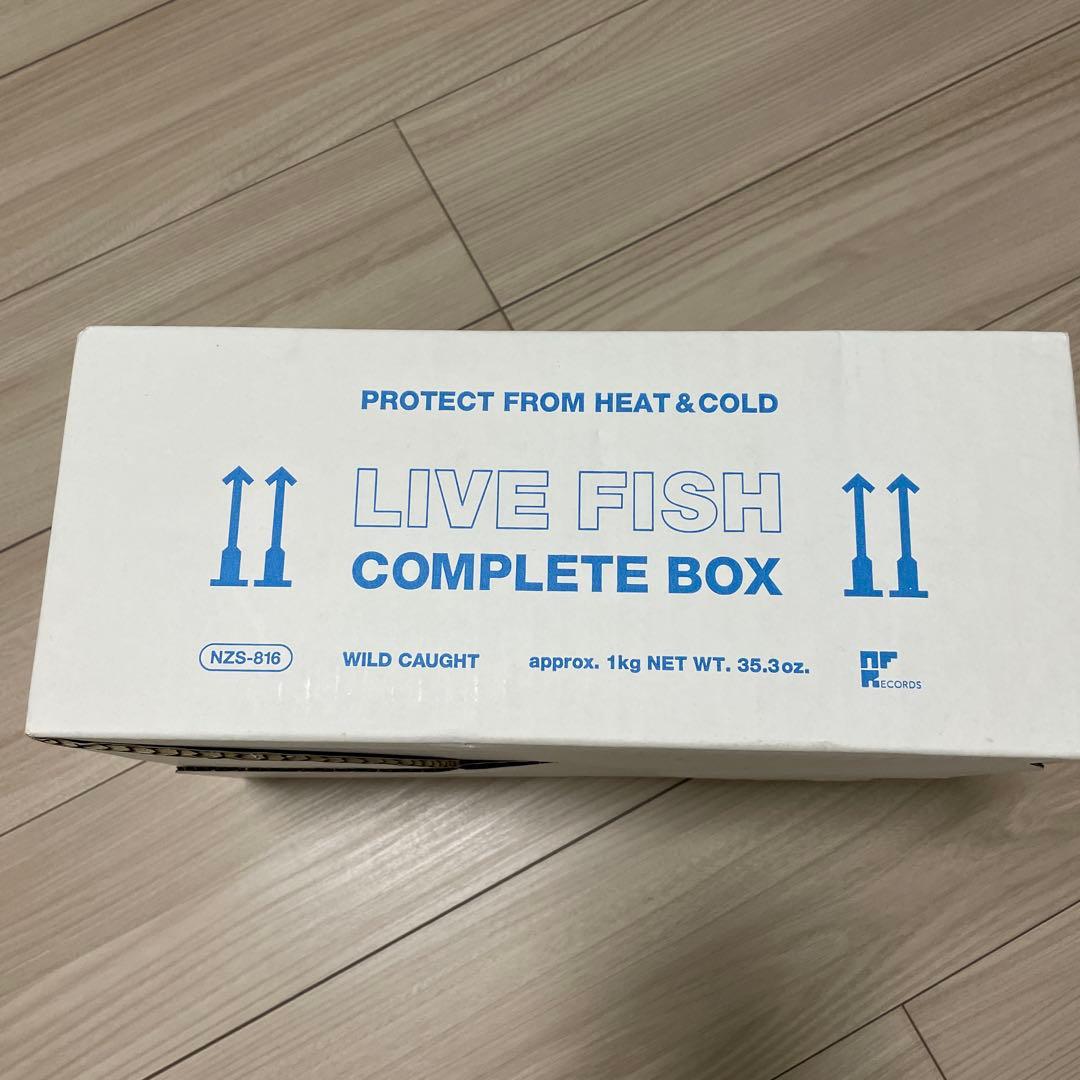 PROTECT FROM HEAT & COLD
LIVE FISH
COMPLETE BOX
NZS-816 WILD CAUGHT approx. 1kg NET WT. 35.3oz. NF RECORDS